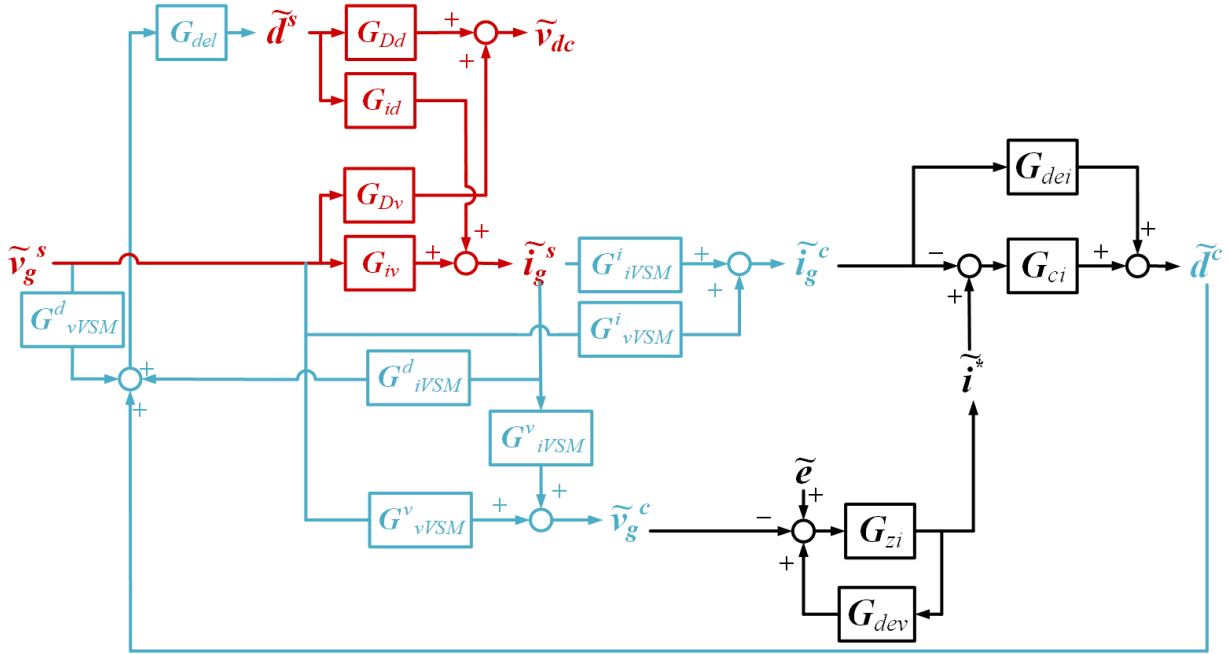 G_del
d̃^s
G_Dd
+
+
ṽ_dc
G_id
G_Dv
+
ṽ_g^s
G_iv
+
ĩ_g^s
G^i_iVSM
+
+
ĩ_g^c
G_dei
−
+
G_ci
+
+
d̃^c
G^d_vVSM
G^i_vVSM
+
+
+
G^d_iVSM
ĩ^*
G^v_iVSM
+
G^v_vVSM
+
ṽ_g^c
ẽ
+
−
+
G_zi
G_dev